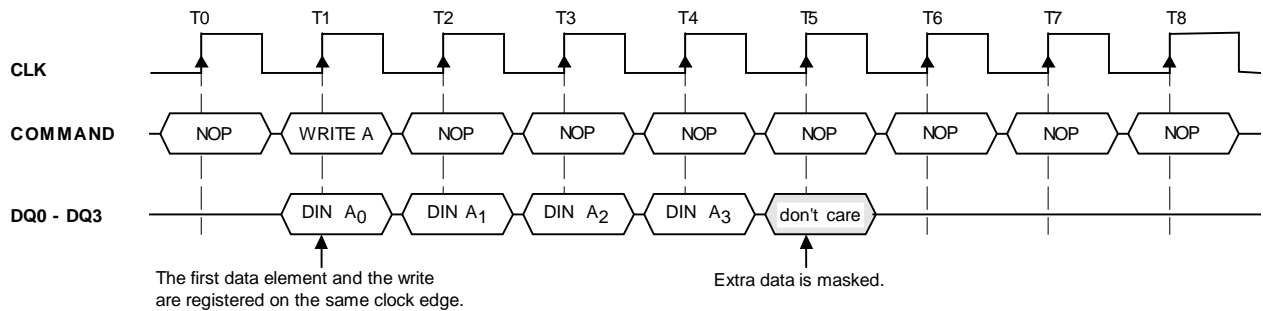 T0 T1 T2 T3 T4 T5 T6 T7 T8
CLK
COMMAND NOP WRITE A NOP NOP NOP NOP NOP NOP NOP
DQ0 - DQ3 DIN A0 DIN A1 DIN A2 DIN A3 don't care
The first data element and the write
are registered on the same clock edge.
Extra data is masked.